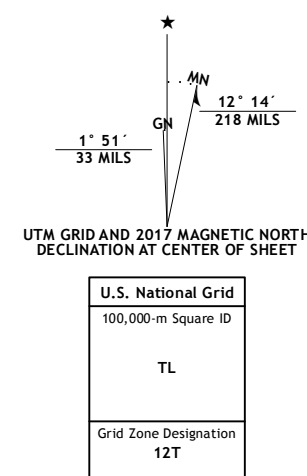 MN
GN
12° 14´
218 MILS
1° 51´
33 MILS
UTM GRID AND 2017 MAGNETIC NORTH
DECLINATION AT CENTER OF SHEET
U.S. National Grid
100,000-m Square ID
TL
Grid Zone Designation
12T